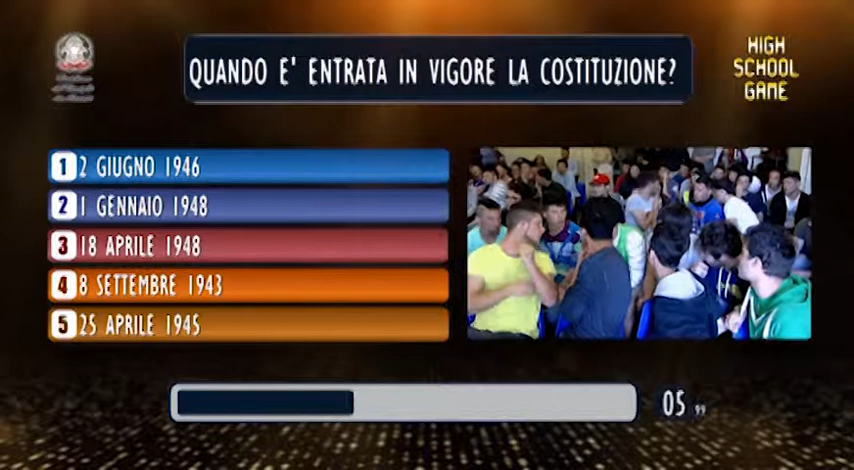 QUANDO E' ENTRATA IN VIGORE LA COSTITUZIONE?
HIGH
SCHOOL
GAME
1 2 GIUGNO 1946
2 1 GENNAIO 1948
3 18 APRILE 1948
4 8 SETTEMBRE 1943
5 25 APRILE 1945
05 99